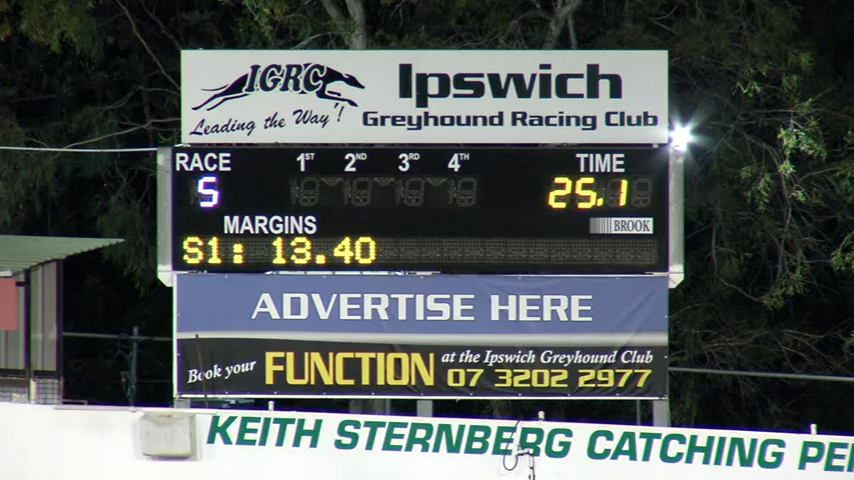 IGRC
Leading the Way'!
Ipswich
Greyhound Racing Club
RACE 1ST 2ND 3RD 4TH TIME
5 25.1
MARGINS BROOK
S1: 13.40
ADVERTISE HERE
Book your FUNCTION at the Ipswich Greyhound Club
07 3202 2977
KEITH STERNBERG CATCHING PE